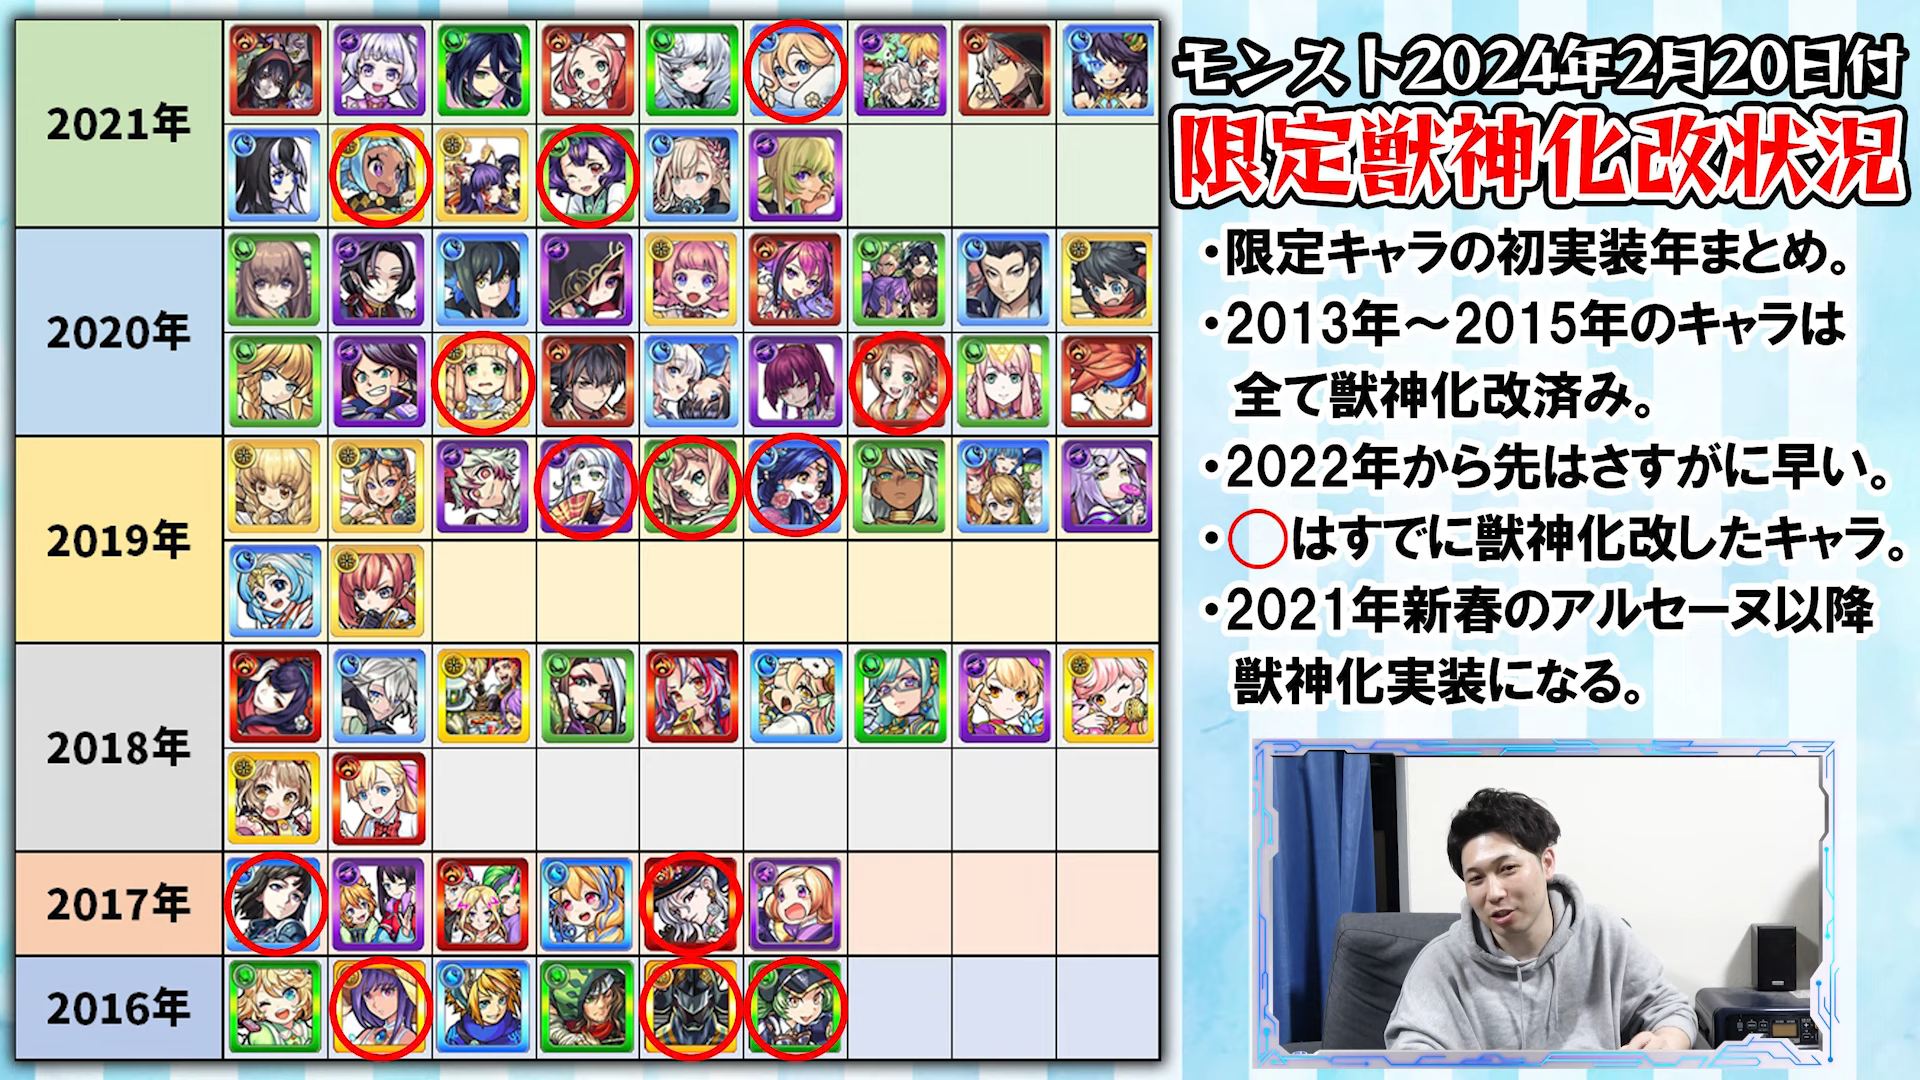 モンスト2024年2月20日付
限定獣神化改状況
・限定キャラの初実装年まとめ。
・2013年～2015年のキャラは
全て獣神化改済み。
・2022年から先はさすがに早い。
・◯はすでに獣神化改したキャラ。
・2021年新春のアルセーヌ以降
獣神化実装になる。
2021年
2020年
2019年
2018年
2017年
2016年